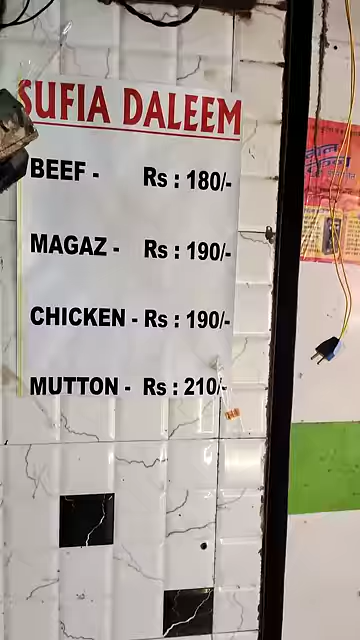 SUFIA DALEEM
BEEF - Rs : 180/-
MAGAZ - Rs : 190/-
CHICKEN - Rs : 190/-
MUTTON - Rs : 210/-